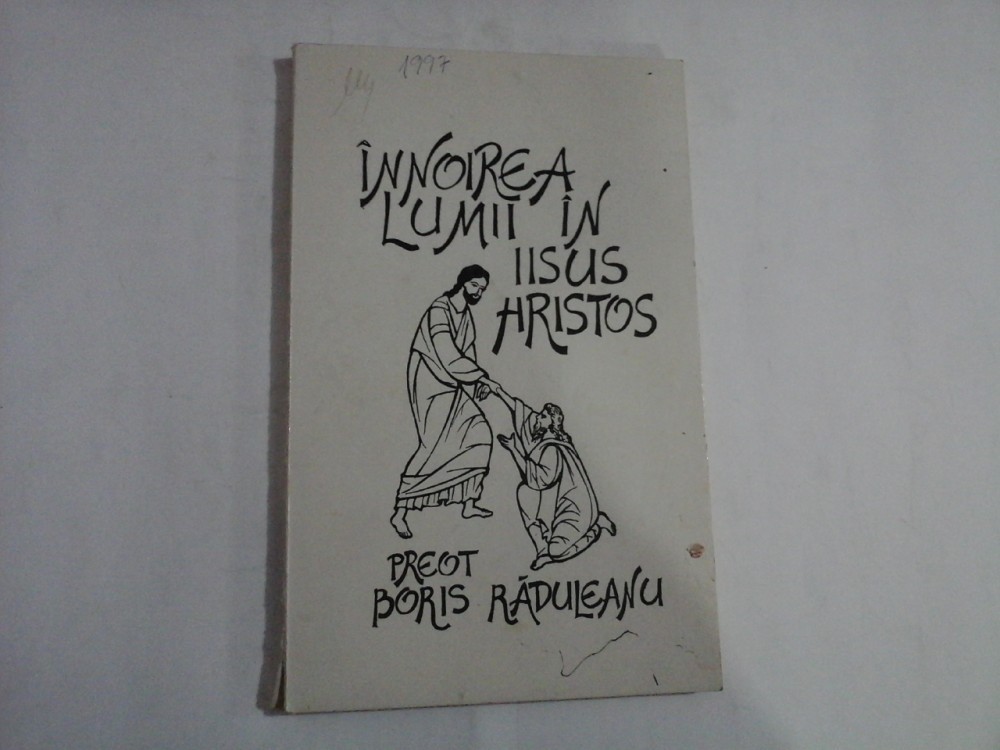 1997
ÎNNOIREA
LUMII ÎN
IISUS
HRISTOS
PREOT
BORIS RĂDULEANU